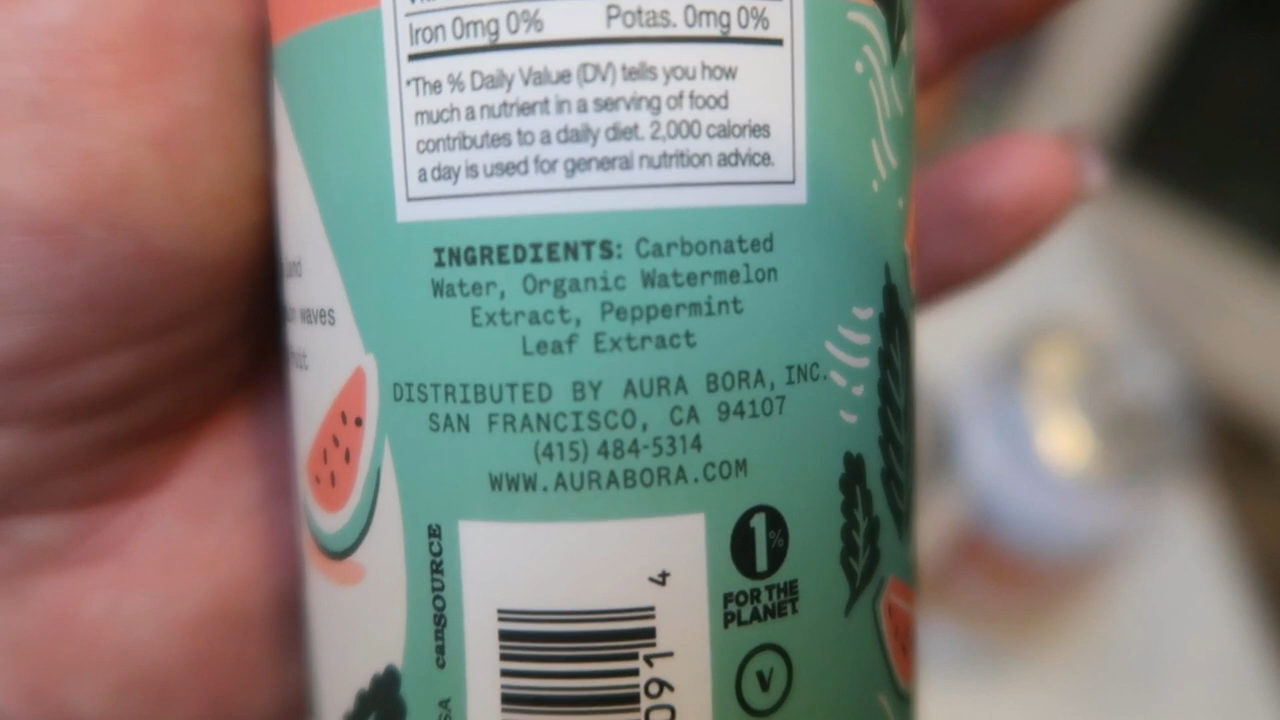 Iron 0mg 0% Potas. 0mg 0%
*The % Daily Value (DV) tells you how
much a nutrient in a serving of food
contributes to a daily diet. 2,000 calories
a day is used for general nutrition advice.
INGREDIENTS: Carbonated
Water, Organic Watermelon
Extract, Peppermint
Leaf Extract
DISTRIBUTED BY AURA BORA, INC.
SAN FRANCISCO, CA 94107
(415) 484-5314
WWW.AURABORA.COM
waves
canSOURCE
4
091
1%
FOR THE
PLANET
V